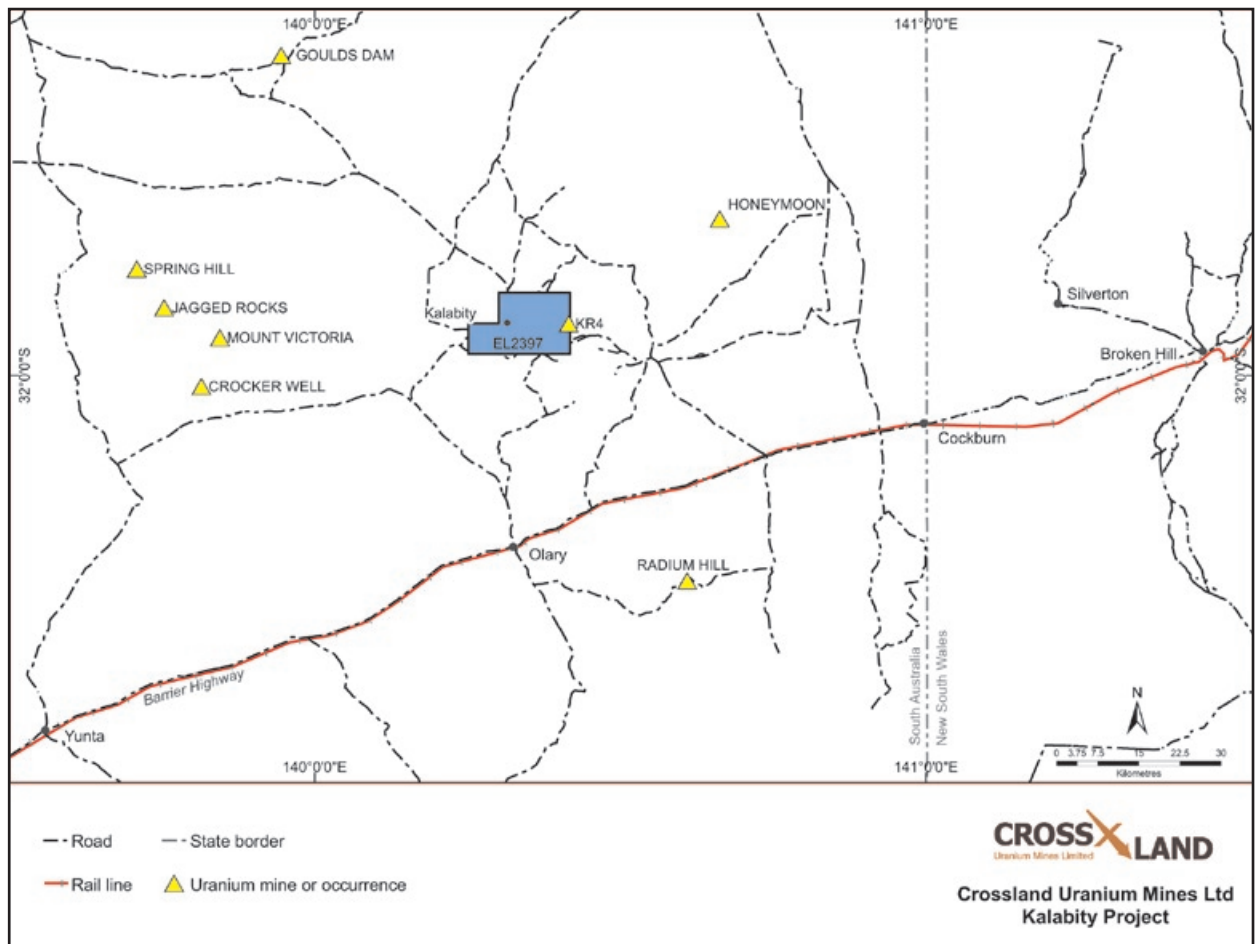 140°0'0"E
141°0'0"E
GOULDS DAM
HONEYMOON
SPRING HILL
Silverton
JAGGED ROCKS
Kalabity
KR4
MOUNT VICTORIA
EL2397
Broken Hill
32°0'0"S
32°0'0"S
CROCKER WELL
Cockburn
Olary
RADIUM HILL
South Australia
New South Wales
Barrier Highway
N
Yunta
0 3.75 7.5 15 22.5 30
Kilometres
140°0'0"E
141°0'0"E
Road
State border
Rail line
Uranium mine or occurrence
CROSS LAND
Uranium Mines Limited
Crossland Uranium Mines Ltd
Kalabity Project